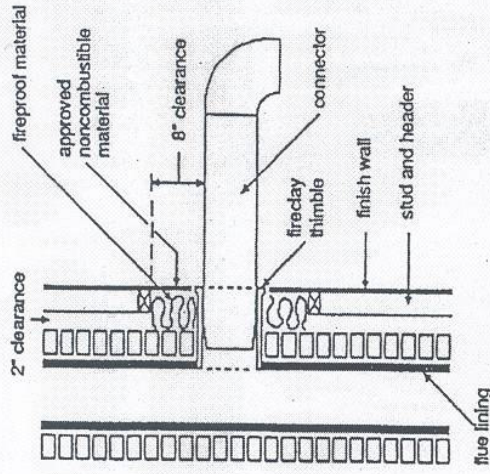 fireproof material
approved
noncombustible
material
8" clearance
2" clearance
connector
fireclay
thimble
finish wall
stud and header
flue lining